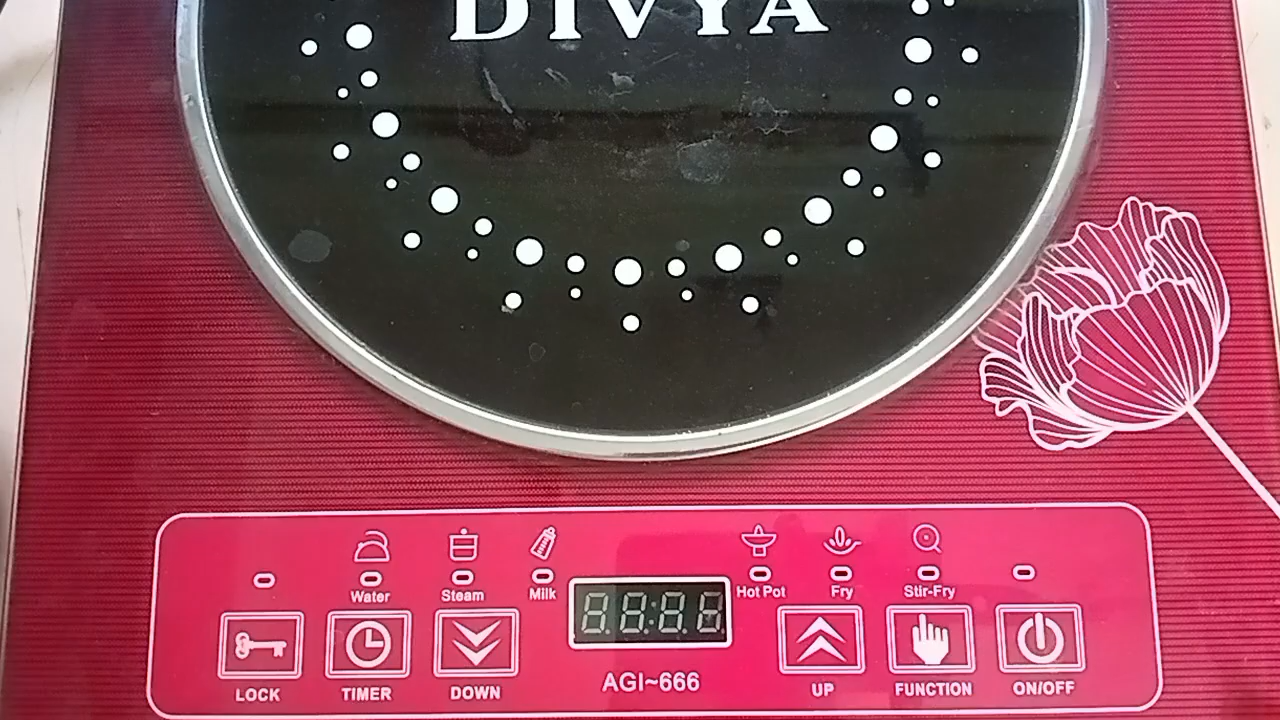 DIVYA
Water Steam Milk Hot Pot Fry Stir-Fry
LOCK TIMER DOWN AGI~666 UP FUNCTION ON/OFF